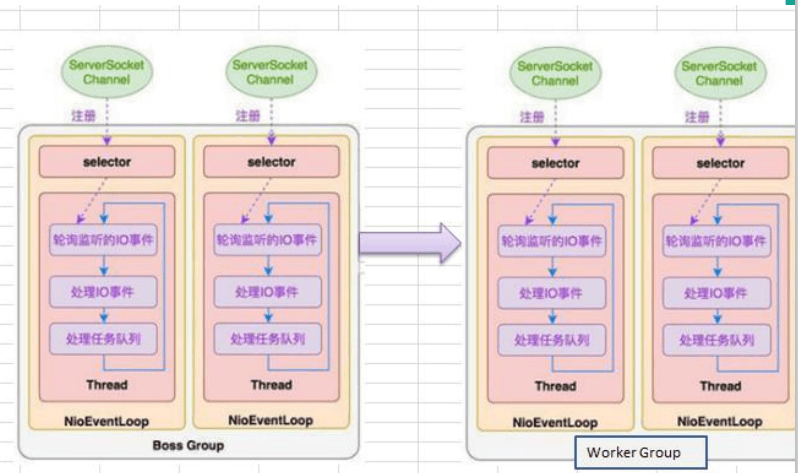 ServerSocket
Channel
ServerSocket
Channel
注册
注册
selector
selector
轮询监听的IO事件
轮询监听的IO事件
处理IO事件
处理IO事件
处理任务队列
处理任务队列
Thread
Thread
NioEventLoop
NioEventLoop
Boss Group
ServerSocket
Channel
ServerSocket
Channel
注册
注册
selector
selector
轮询监听的IO事件
轮询监听的IO事件
处理IO事件
处理IO事件
处理任务队列
处理任务队列
Thread
Thread
NioEventLoop
NioEventLoop
Worker Group